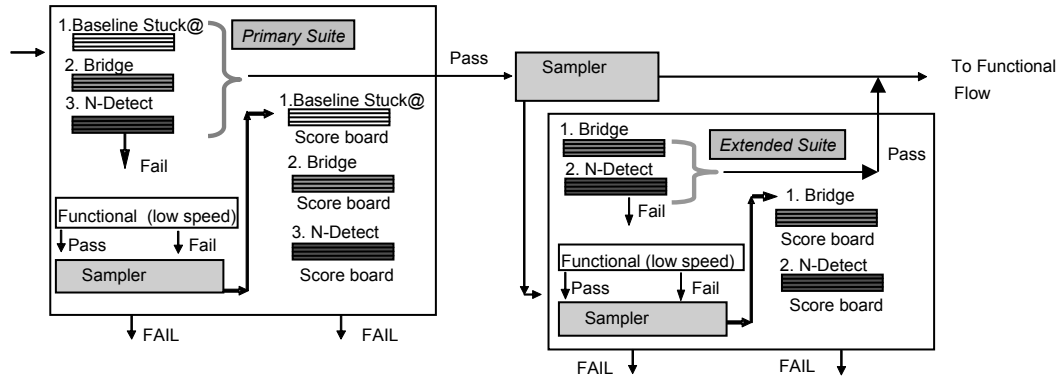 1.Baseline Stuck@
Primary Suite
2. Bridge
3. N-Detect
Fail
Functional (low speed)
Pass
Fail
Sampler
1.Baseline Stuck@
Score board
2. Bridge
Score board
3. N-Detect
Score board
FAIL
FAIL
Pass
Sampler
To Functional
Flow
1. Bridge
Extended Suite
2. N-Detect
Pass
Fail
Functional (low speed)
Pass
Fail
Sampler
1. Bridge
Score board
2. N-Detect
Score board
FAIL
FAIL